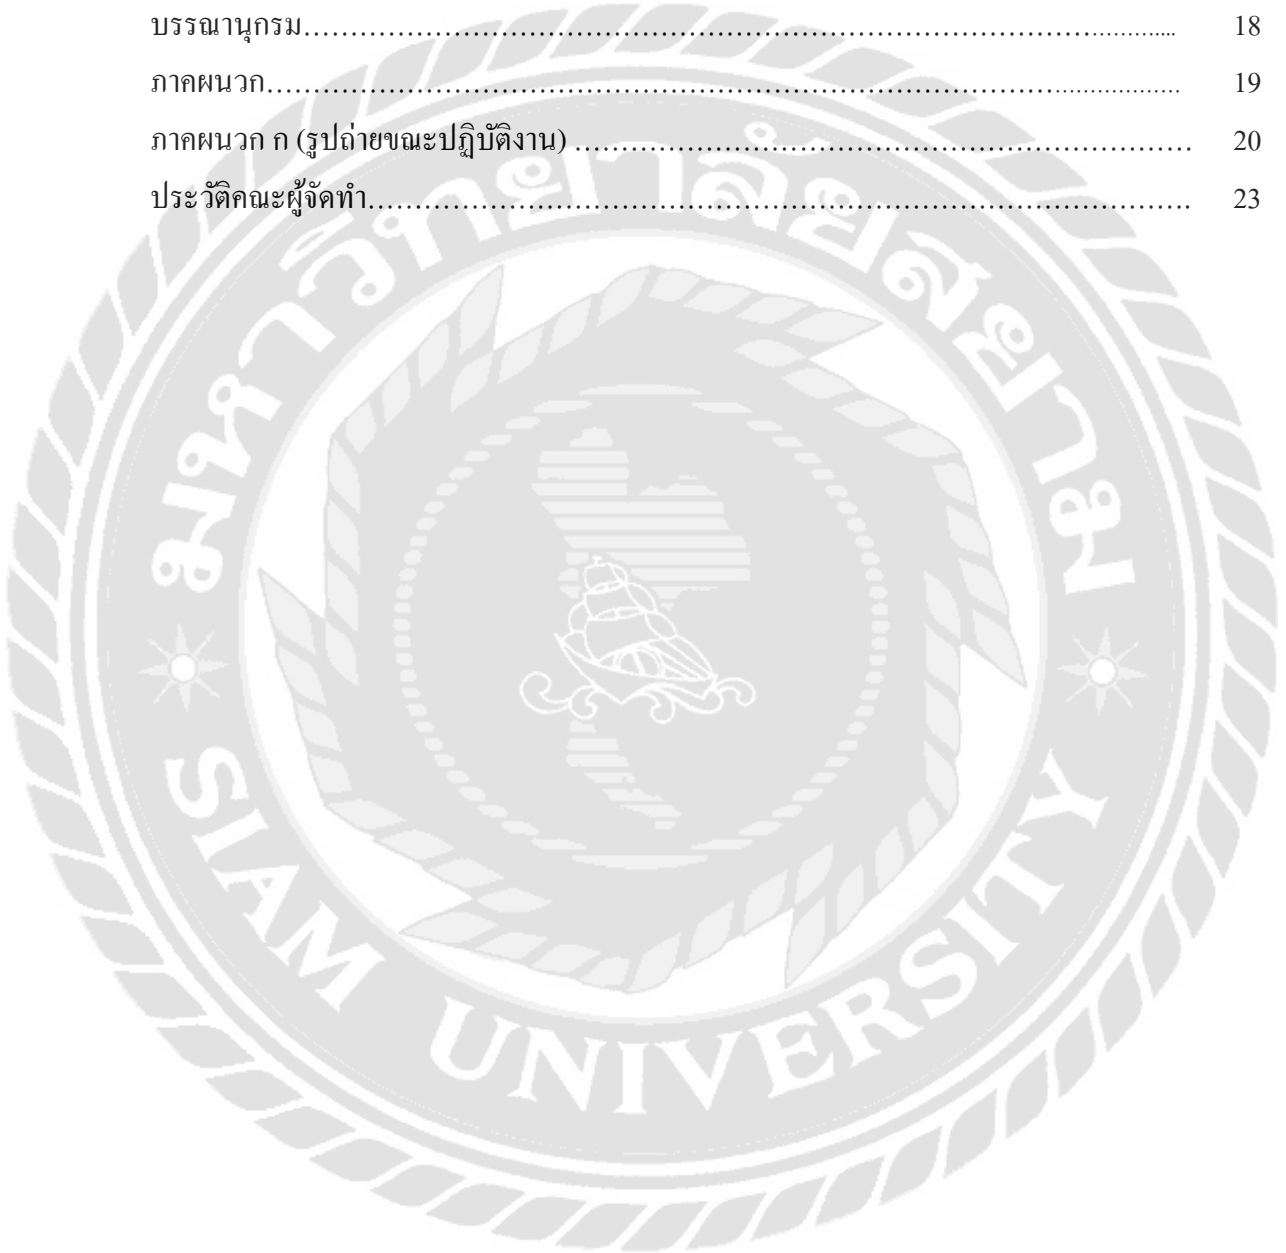 บรรณานุกรม……………………………………………………………………………………....... 18
ภาคผนวก………………………………………………………………………………………… 19
ภาคผนวก ก (รูปถ่ายขณะปฏิบัติงาน) ………………………………………………………… 20
ประวัติคณะผู้จัดทำ……………………………………………………………………………… 23
มหาวิทยาลัยสยาม
SIAM UNIVERSITY